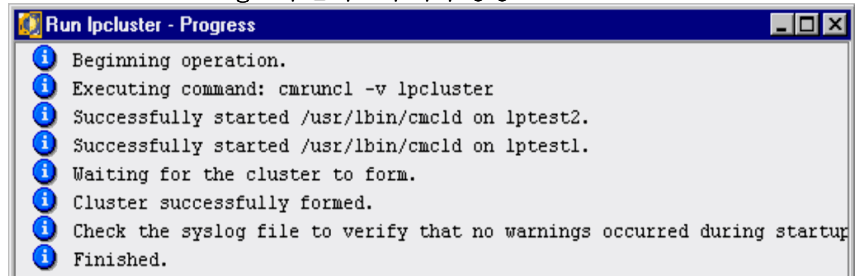 Run lpcluster - Progress
Beginning operation.
Executing command: cmruncl -v lpcluster
Successfully started /usr/lbin/cmcld on lptest2.
Successfully started /usr/lbin/cmcld on lptest1.
Waiting for the cluster to form.
Cluster successfully formed.
Check the syslog file to verify that no warnings occurred during startup
Finished.